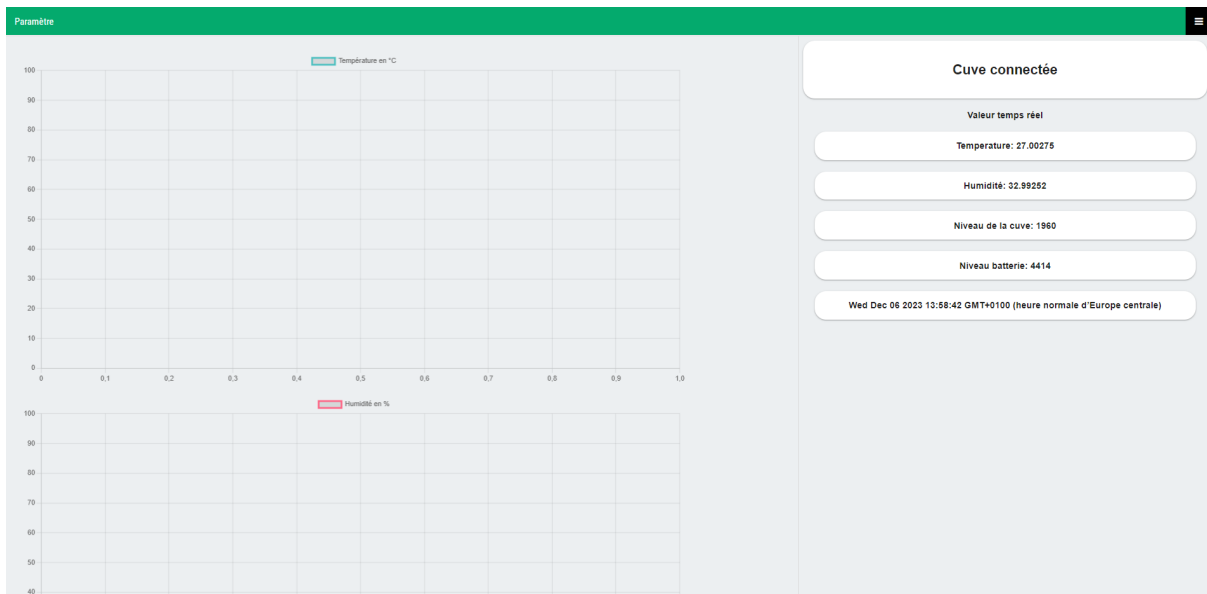 Paramètre
Température en °C
100
90
80
70
60
50
40
30
20
10
0
0 0,1 0,2 0,3 0,4 0,5 0,6 0,7 0,8 0,9 1,0
Humidité en %
100
90
80
70
60
50
40
Cuve connectée
Valeur temps réel
Temperature: 27.00275
Humidité: 32.99252
Niveau de la cuve: 1960
Niveau batterie: 4414
Wed Dec 06 2023 13:58:42 GMT+0100 (heure normale d'Europe centrale)